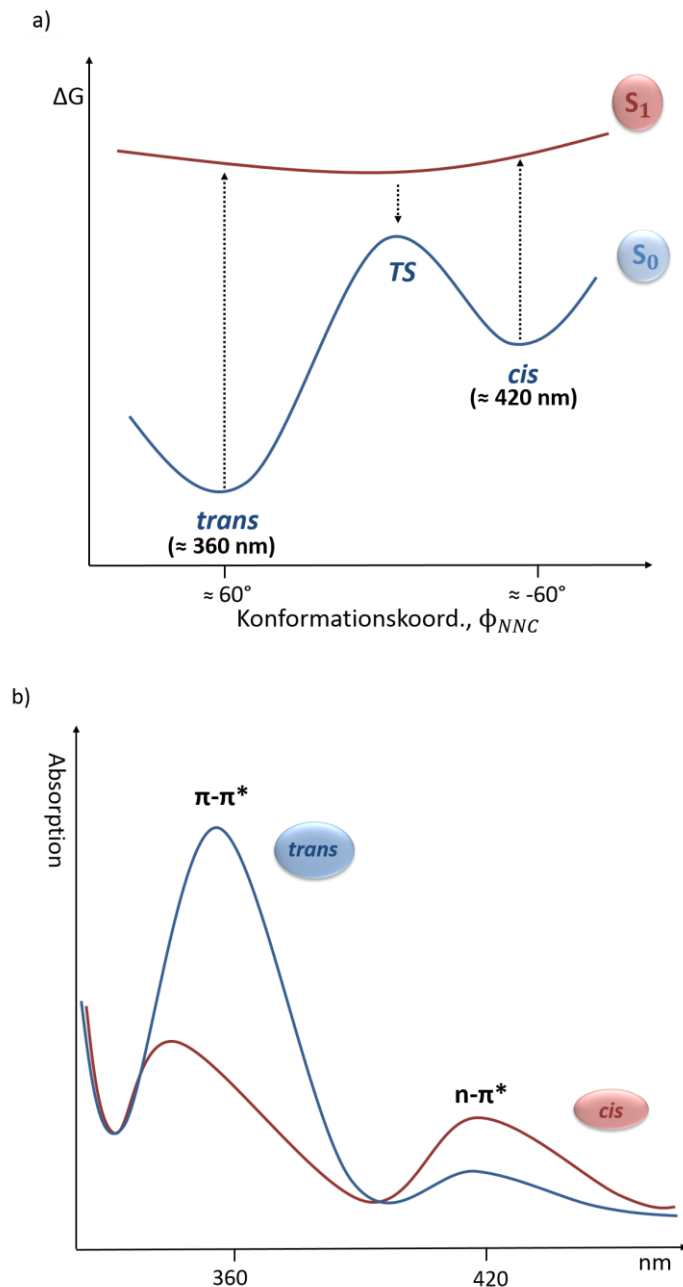 a)
ΔG
S₁
S₀
TS
cis
(≈ 420 nm)
trans
(≈ 360 nm)
≈ 60°
≈ -60°
Konformationskoord., ϕ_NNC
b)
Absorption
π-π*
trans
n-π*
cis
360
420
nm